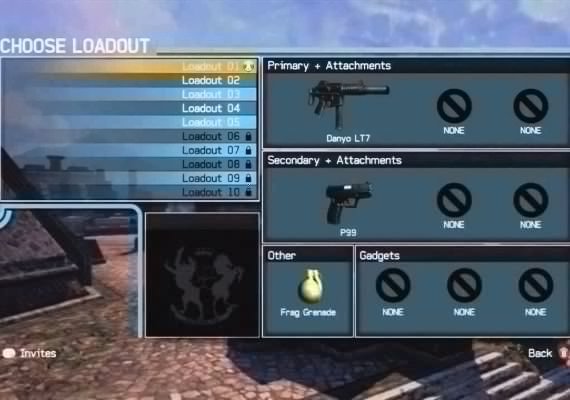 CHOOSE LOADOUT
Loadout 01
Loadout 02
Loadout 03
Loadout 04
Loadout 05
Loadout 06
Loadout 07
Loadout 08
Loadout 09
Loadout 10
Primary + Attachments
Danyo LT7
NONE
NONE
Secondary + Attachments
P99
NONE
NONE
Other
Frag Grenade
Gadgets
NONE
NONE
NONE
Invites
Back